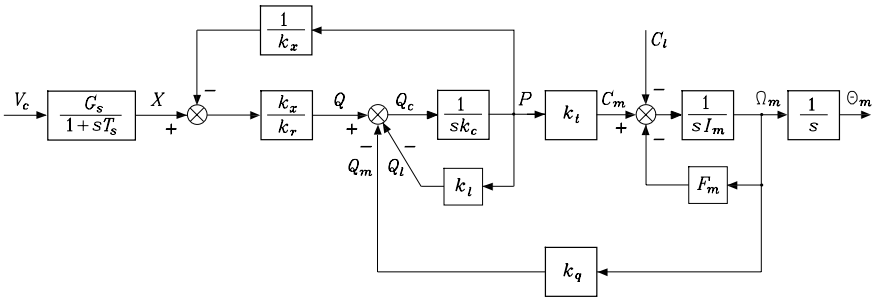 1
k_x
−
C_l
−
V_c
G_s
1+sT_s
X
+
k_x
k_r
Q
+
Q_c
1
sk_c
P
k_t
C_m
+
1
sI_m
Ω_m
1
s
Θ_m
−
Q_m
−
Q_l
−
k_l
F_m
k_q